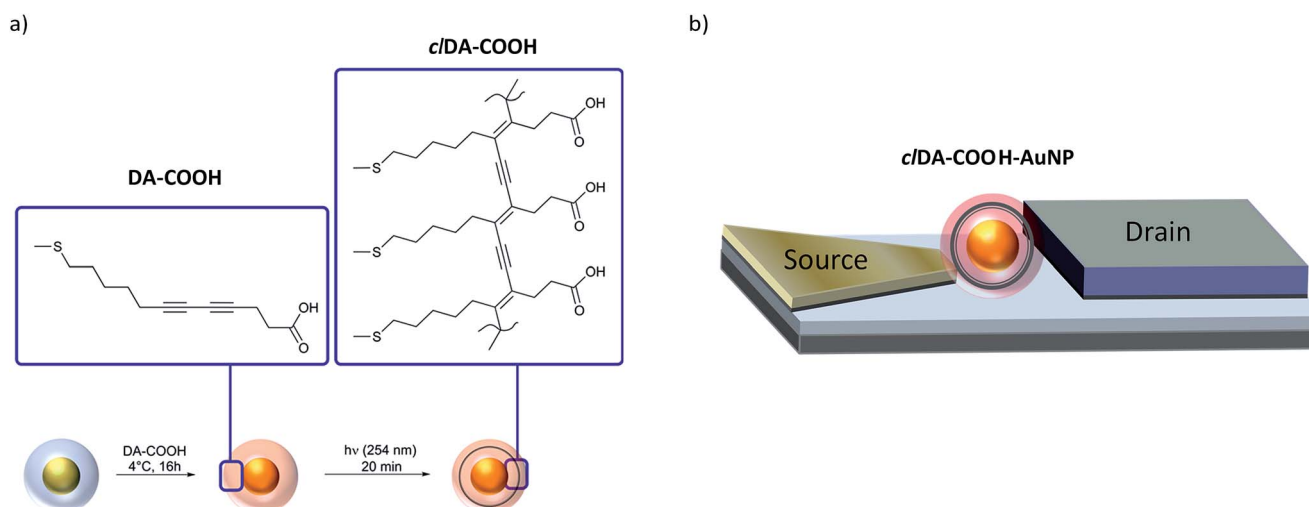 a)
b)
clDA-COOH
DA-COOH
S
OH
O
S
OH
O
S
OH
O
S
OH
O
DA-COOH
4°C, 16h
hν (254 nm)
20 min
clDA-COOH-AuNP
Source
Drain